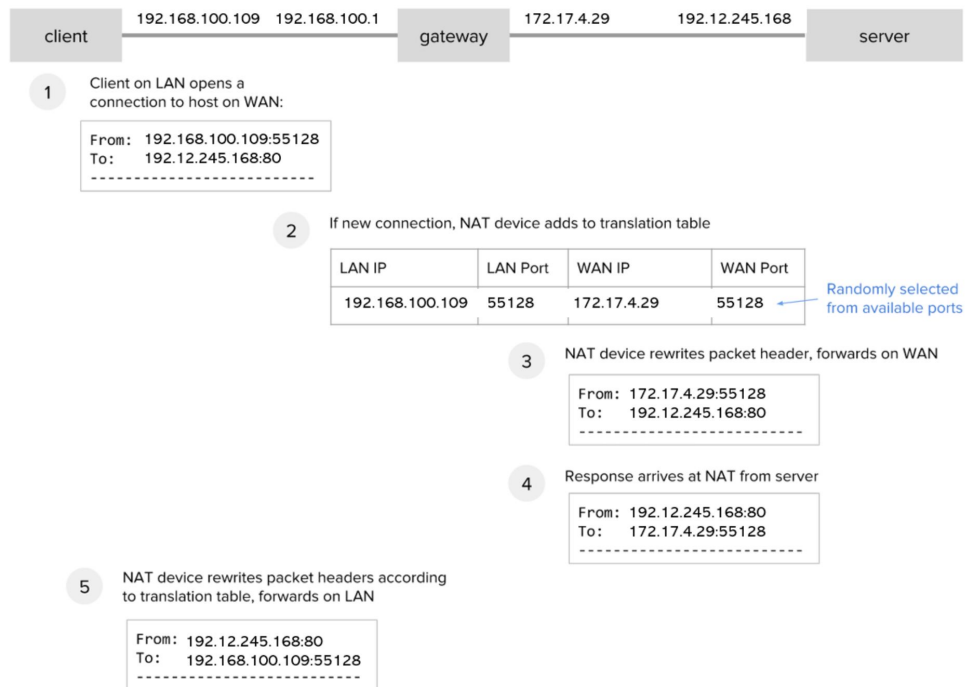 192.168.100.109 192.168.100.1 172.17.4.29 192.12.245.168
client gateway server
1
Client on LAN opens a
connection to host on WAN:
From: 192.168.100.109:55128
To: 192.12.245.168:80
---------------------------
2
If new connection, NAT device adds to translation table
LAN IP LAN Port WAN IP WAN Port
192.168.100.109 55128 172.17.4.29 55128
Randomly selected
from available ports
3
NAT device rewrites packet header, forwards on WAN
From: 172.17.4.29:55128
To: 192.12.245.168:80
---------------------------
4
Response arrives at NAT from server
From: 192.12.245.168:80
To: 172.17.4.29:55128
---------------------------
5
NAT device rewrites packet headers according
to translation table, forwards on LAN
From: 192.12.245.168:80
To: 192.168.100.109:55128
---------------------------